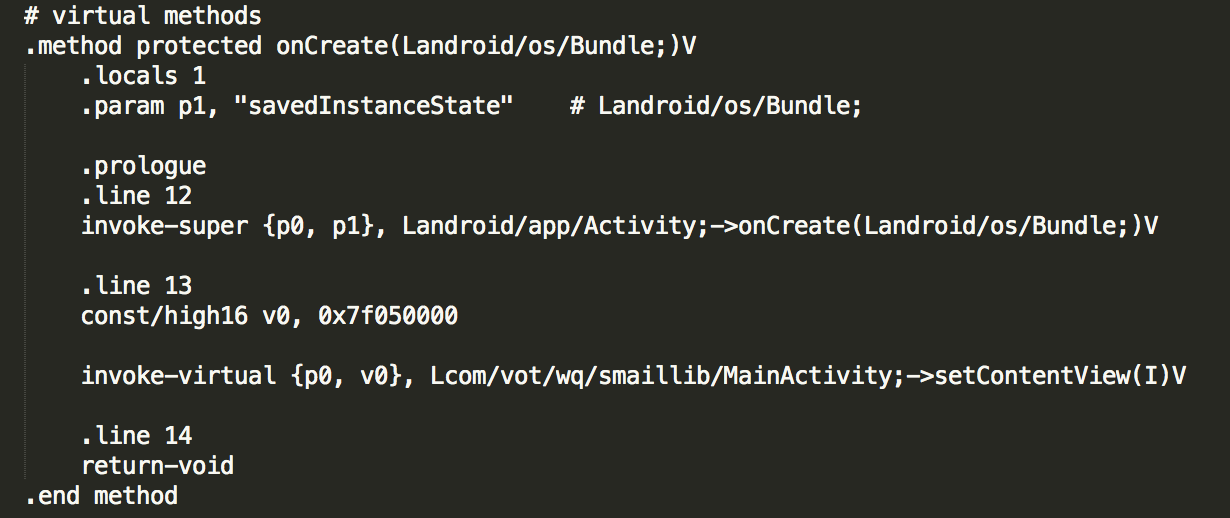 # virtual methods
.method protected onCreate(Landroid/os/Bundle;)V
.locals 1
.param p1, "savedInstanceState"    # Landroid/os/Bundle;
.prologue
.line 12
invoke-super {p0, p1}, Landroid/app/Activity;->onCreate(Landroid/os/Bundle;)V
.line 13
const/high16 v0, 0x7f050000
invoke-virtual {p0, v0}, Lcom/vot/wq/smaillib/MainActivity;->setContentView(I)V
.line 14
return-void
.end method